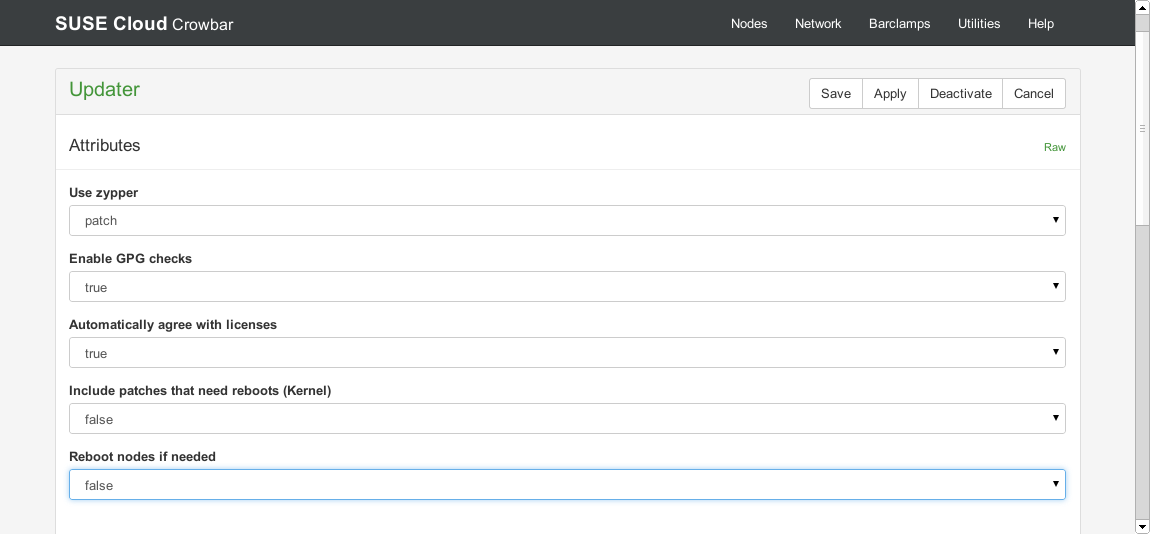 SUSE Cloud Crowbar
Nodes Network Barclamps Utilities Help
Updater
Save Apply Deactivate Cancel
Attributes
Raw
Use zypper
patch
Enable GPG checks
true
Automatically agree with licenses
true
Include patches that need reboots (Kernel)
false
Reboot nodes if needed
false